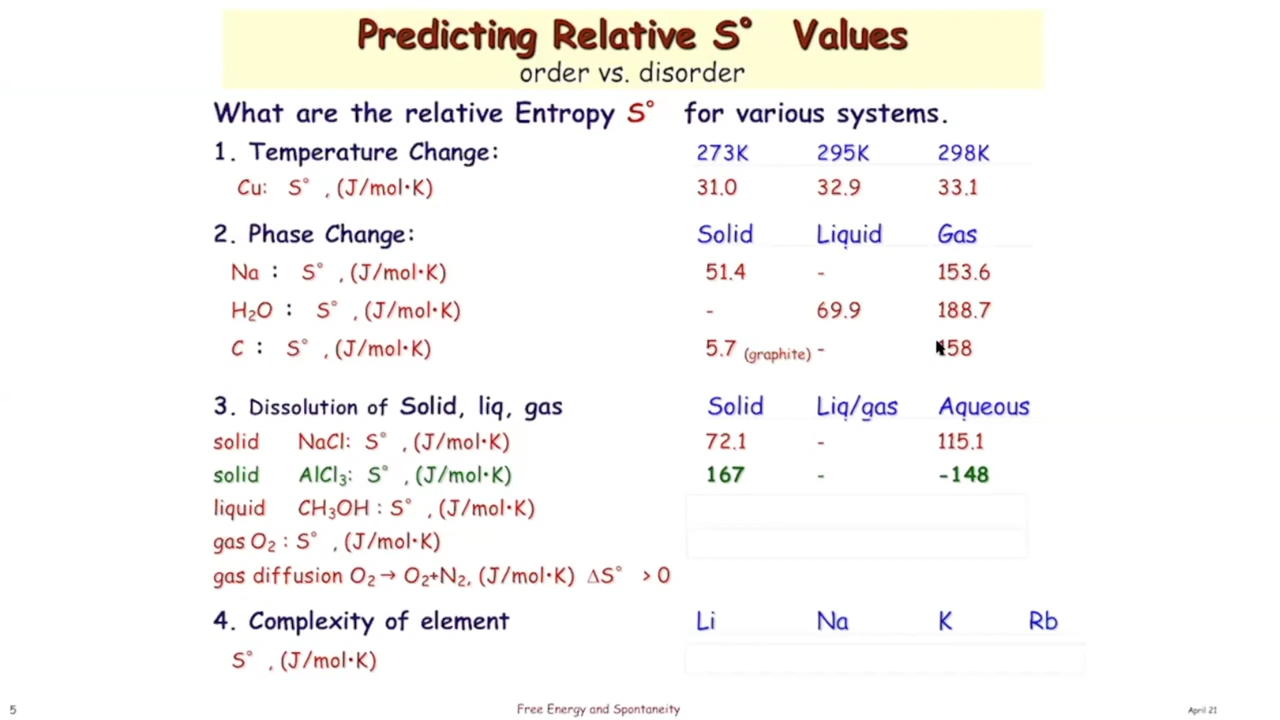 Predicting Relative S° Values
order vs. disorder
What are the relative Entropy S° for various systems.
1. Temperature Change: 273K 295K 298K
Cu: S° , (J/mol•K) 31.0 32.9 33.1
2. Phase Change: Solid Liquid Gas
Na : S° , (J/mol•K) 51.4 - 153.6
H₂O : S° , (J/mol•K) - 69.9 188.7
C : S° , (J/mol•K) 5.7 (graphite) -
3. Dissolution of Solid, liq, gas Solid Liq/gas Aqueous
solid NaCl: S° , (J/mol•K) 72.1 - 115.1
solid AlCl₃: S° , (J/mol•K) 167 - -148
liquid CH₃OH : S° , (J/mol•K)
gas O₂ : S° , (J/mol•K)
gas diffusion O₂ → O₂+N₂, (J/mol•K) ΔS° > 0
4. Complexity of element Li Na K Rb
S° , (J/mol•K)
5 Free Energy and Spontaneity April 21